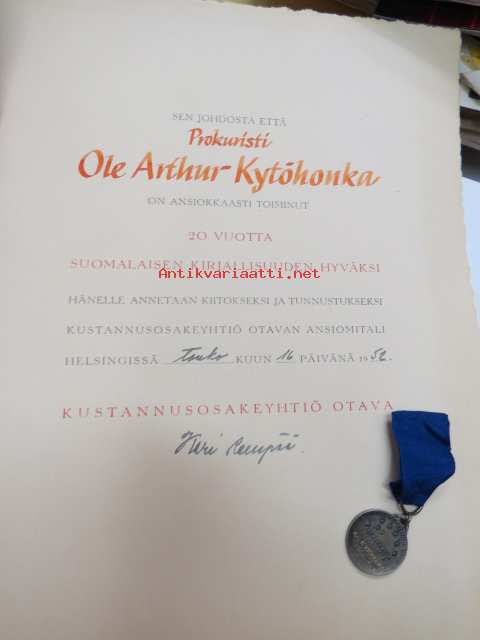 SEN JOHDOSTA ETTÄ
Prokuristi
Ole Arthur Kytöhonka
ON ANSIOKKAASTI TOIMINUT
20 VUOTTA
SUOMALAISEN KIRJALLISUUDEN HYVÄKSI
Antikvariaatti.net
HÄNELLE ANNETAAN KIITOKSEKSI JA TUNNUSTUKSEKSI
KUSTANNUSOSAKEYHTIÖ OTAVAN ANSIOMITALI
HELSINGISSÄ Touko KUUN 16 PÄIVÄNÄ 1952.
KUSTANNUSOSAKEYHTIÖ OTAVA